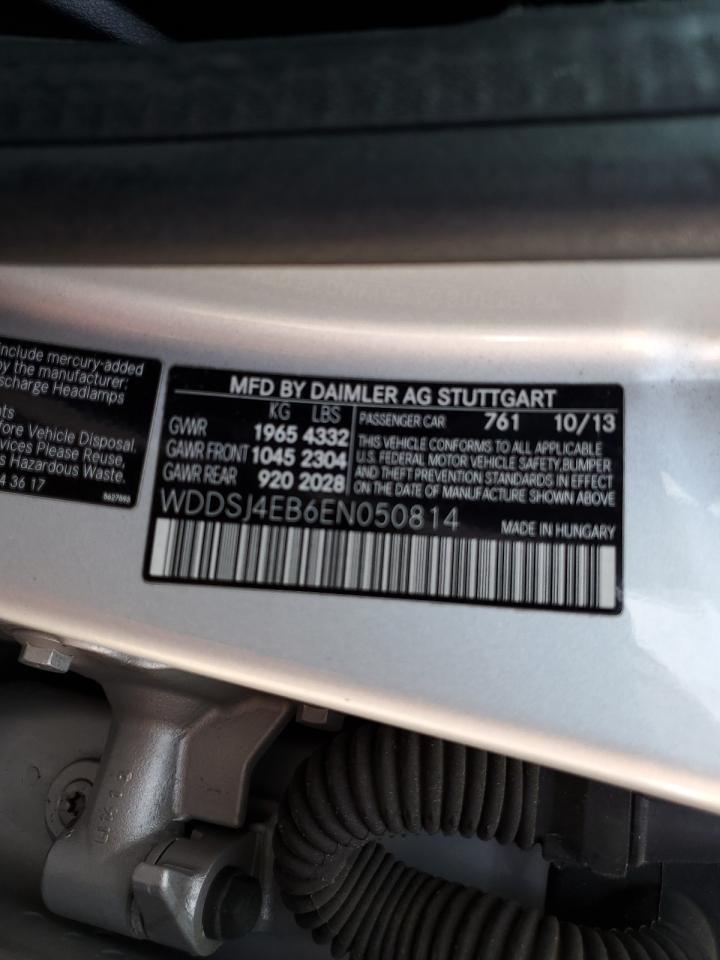 include mercury-added
by the manufacturer:
scharge Headlamps
nts
fore Vehicle Disposal.
vices Please Reuse,
s Hazardous Waste.
4 36 17
MFD BY DAIMLER AG STUTTGART
KG LBS
GVWR 1965 4332
GAWR FRONT 1045 2304
GAWR REAR 920 2028
PASSENGER CAR 761 10/13
THIS VEHICLE CONFORMS TO ALL APPLICABLE
U.S. FEDERAL MOTOR VEHICLE SAFETY, BUMPER
AND THEFT PREVENTION STANDARDS IN EFFECT
ON THE DATE OF MANUFACTURE SHOWN ABOVE
WDDSJ4EB6EN050814
MADE IN HUNGARY